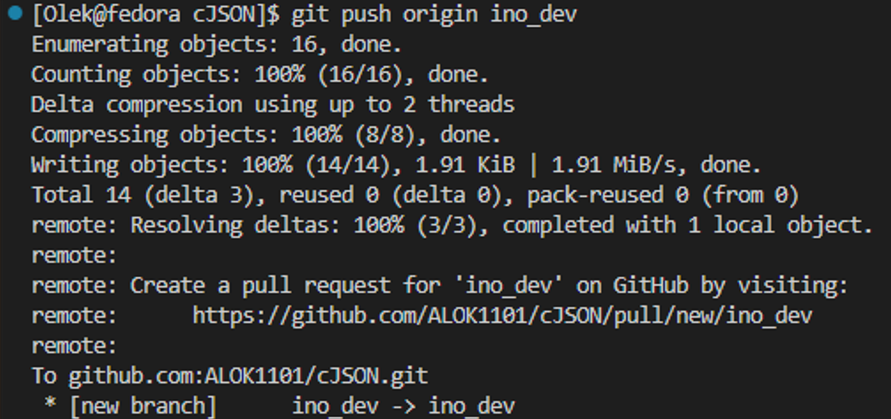 [Olek@fedora cJSON]$ git push origin ino_dev
Enumerating objects: 16, done.
Counting objects: 100% (16/16), done.
Delta compression using up to 2 threads
Compressing objects: 100% (8/8), done.
Writing objects: 100% (14/14), 1.91 KiB | 1.91 MiB/s, done.
Total 14 (delta 3), reused 0 (delta 0), pack-reused 0 (from 0)
remote: Resolving deltas: 100% (3/3), completed with 1 local object.
remote:
remote: Create a pull request for 'ino_dev' on GitHub by visiting:
remote:      https://github.com/ALOK1101/cJSON/pull/new/ino_dev
remote:
To github.com:ALOK1101/cJSON.git
 * [new branch]      ino_dev -> ino_dev